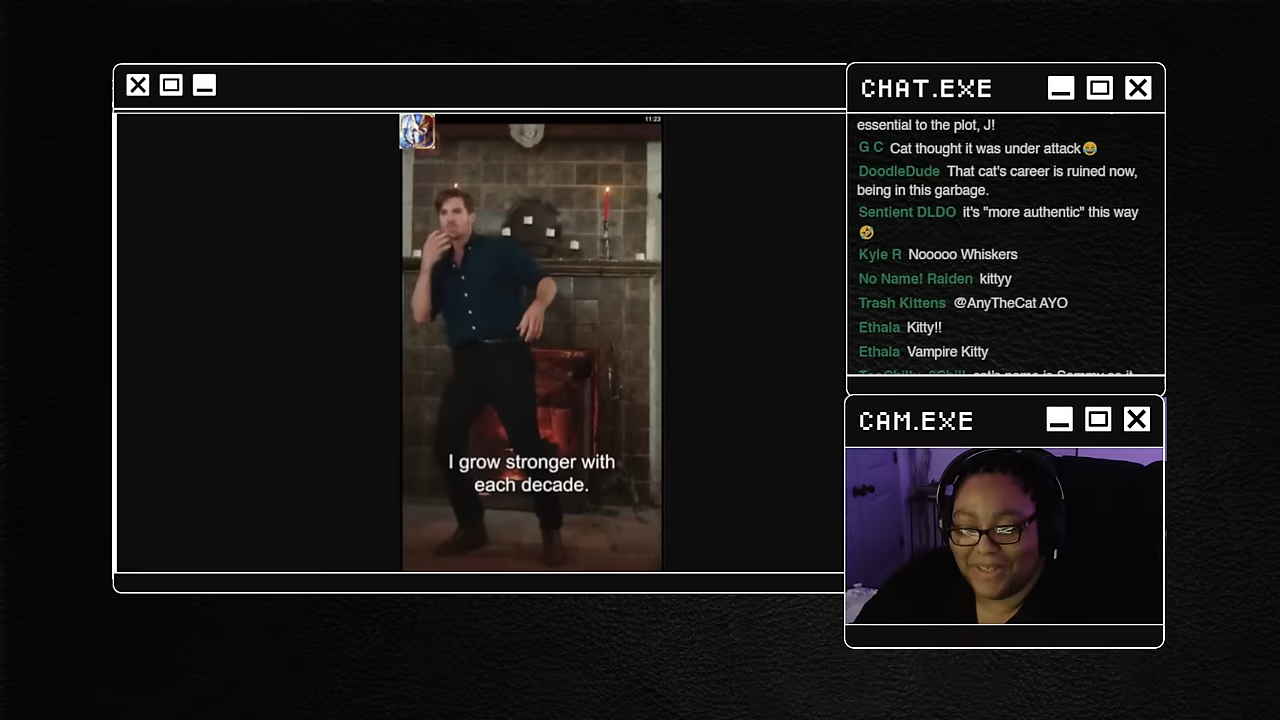 11:23
I grow stronger with
each decade.
CHAT.EXE
essential to the plot, J!
G C Cat thought it was under attack😂
DoodleDude That cat's career is ruined now,
being in this garbage.
Sentient DLDO it's "more authentic" this way
🤣
Kyle R Nooooo Whiskers
No Name! Raiden kittyy
Trash Kittens @AnyTheCat AYO
Ethala Kitty!!
Ethala Vampire Kitty
CAM.EXE